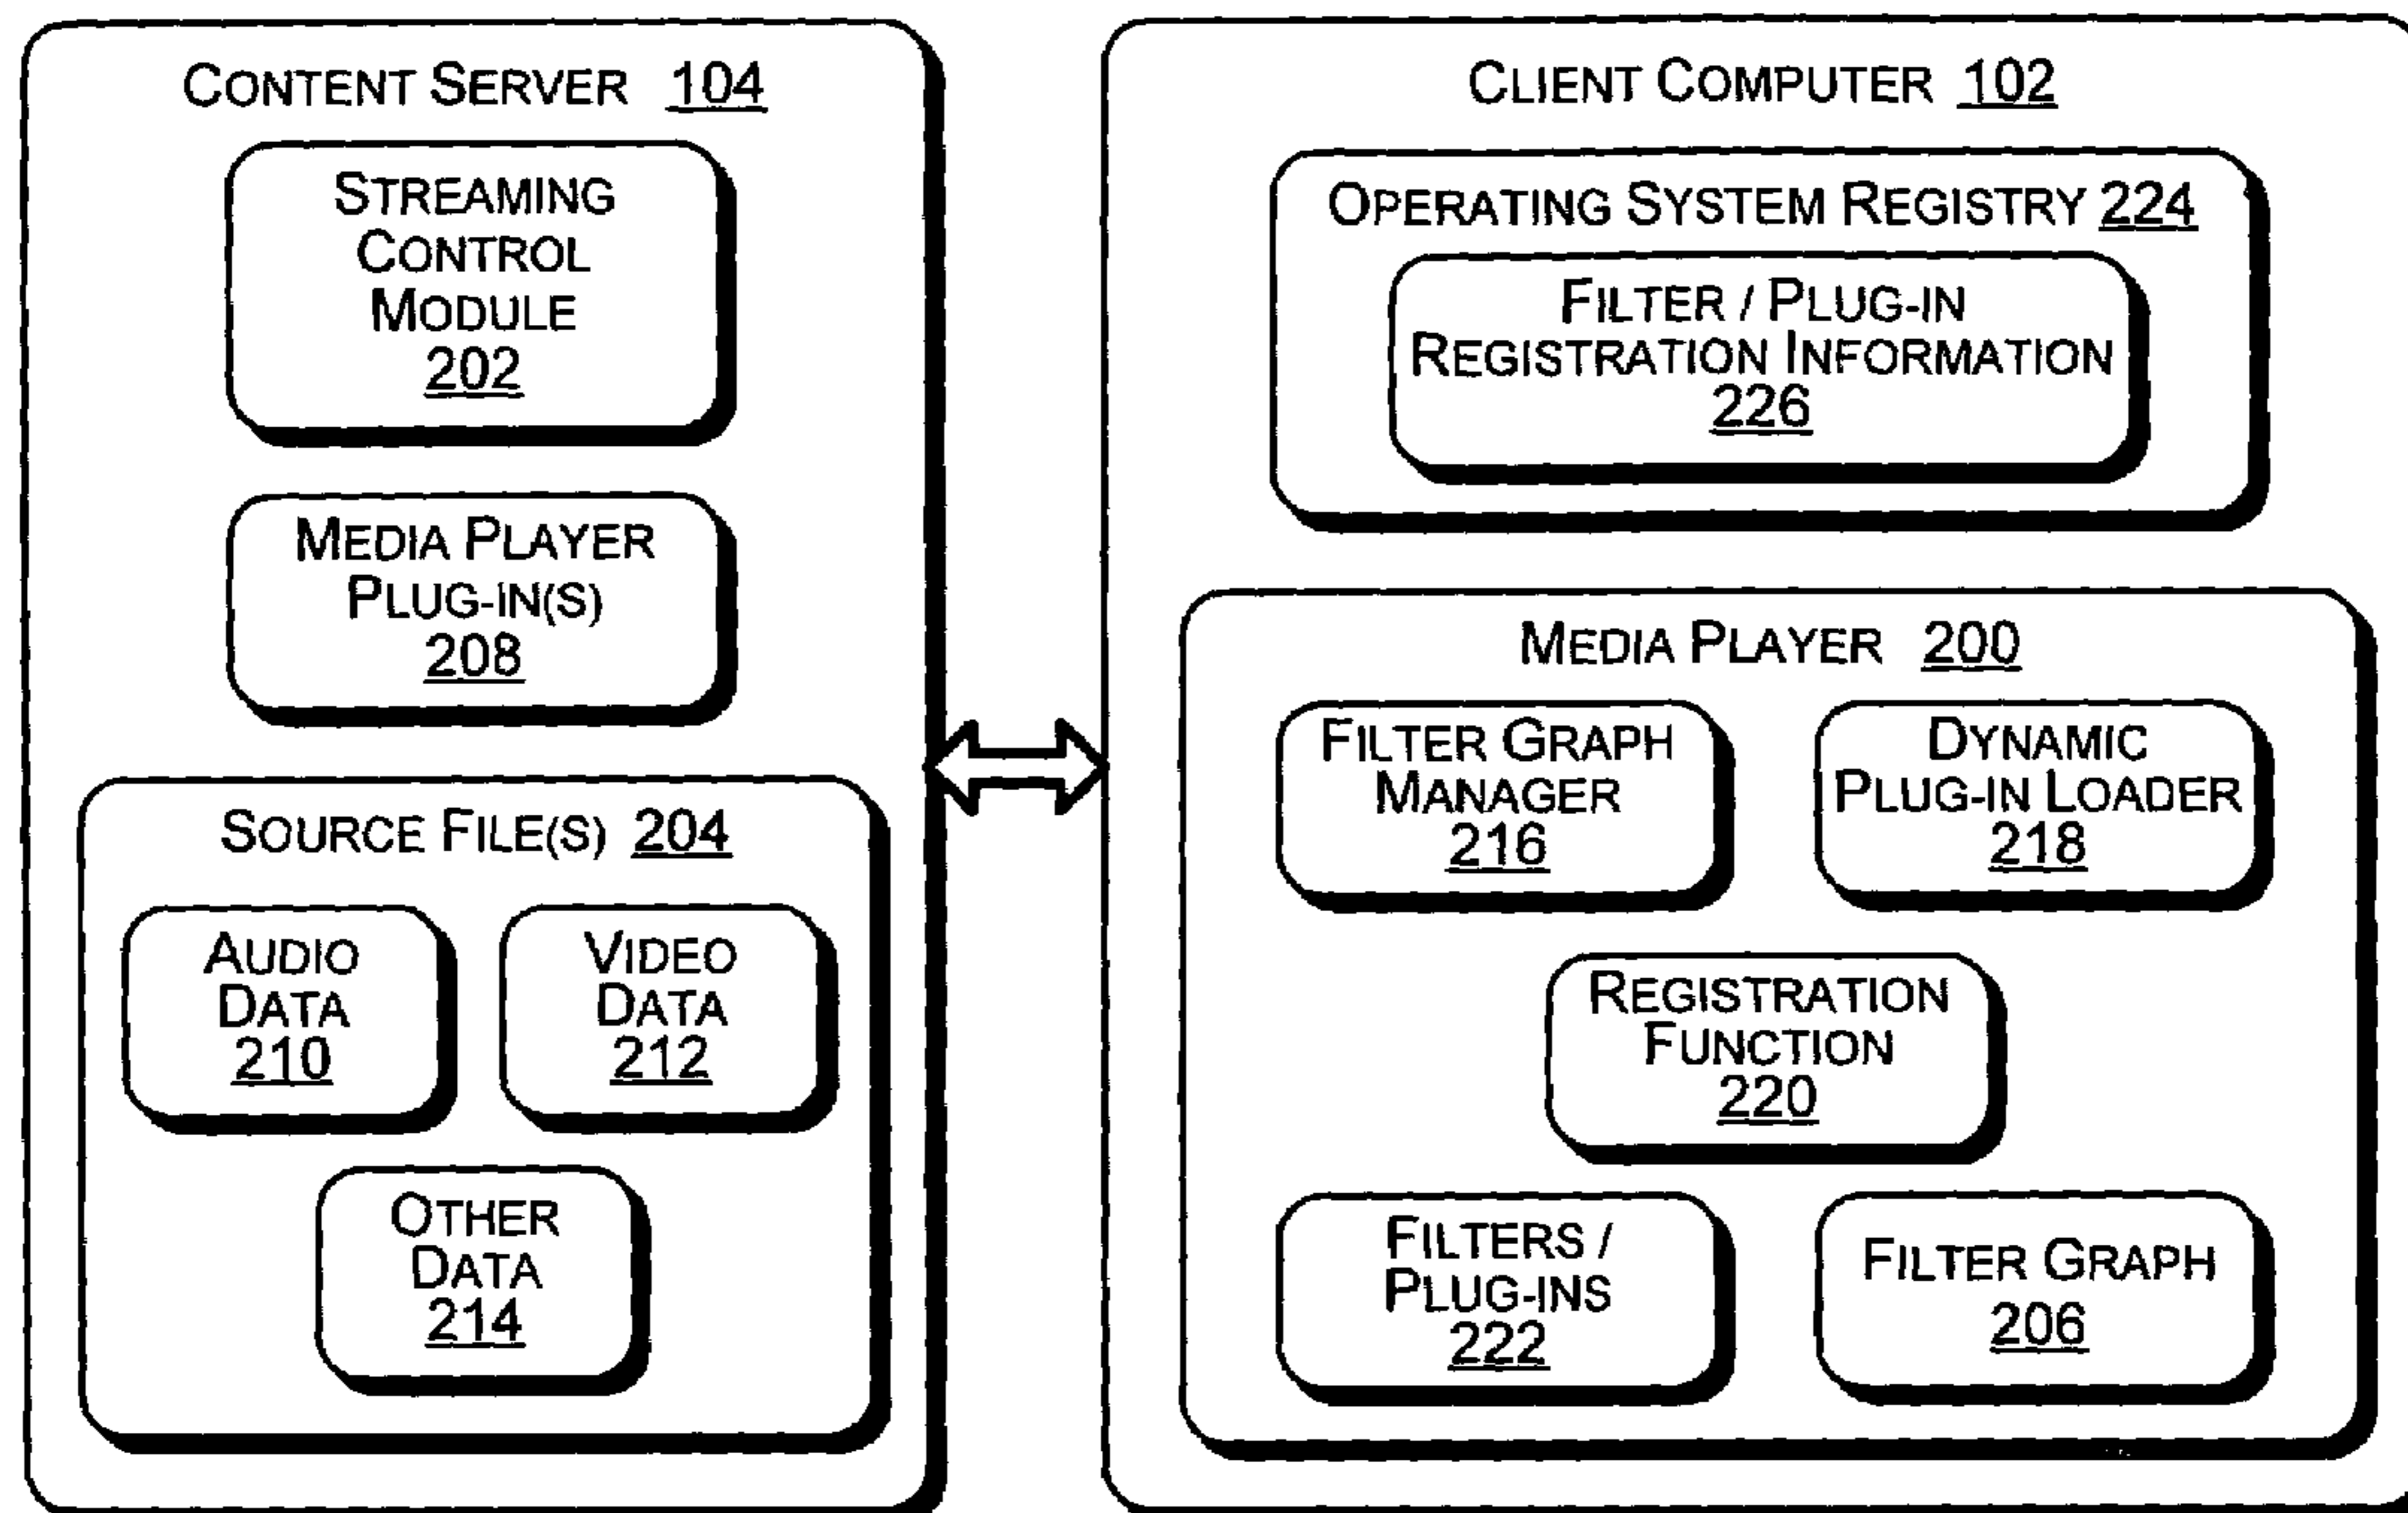 CONTENT SERVER 104
STREAMING
CONTROL
MODULE
202
MEDIA PLAYER
PLUG-IN(S)
208
SOURCE FILE(S) 204
AUDIO
DATA
210
VIDEO
DATA
212
OTHER
DATA
214
CLIENT COMPUTER 102
OPERATING SYSTEM REGISTRY 224
FILTER / PLUG-IN
REGISTRATION INFORMATION
226
MEDIA PLAYER 200
FILTER GRAPH
MANAGER
216
DYNAMIC
PLUG-IN LOADER
218
REGISTRATION
FUNCTION
220
FILTERS /
PLUG-INS
222
FILTER GRAPH
206